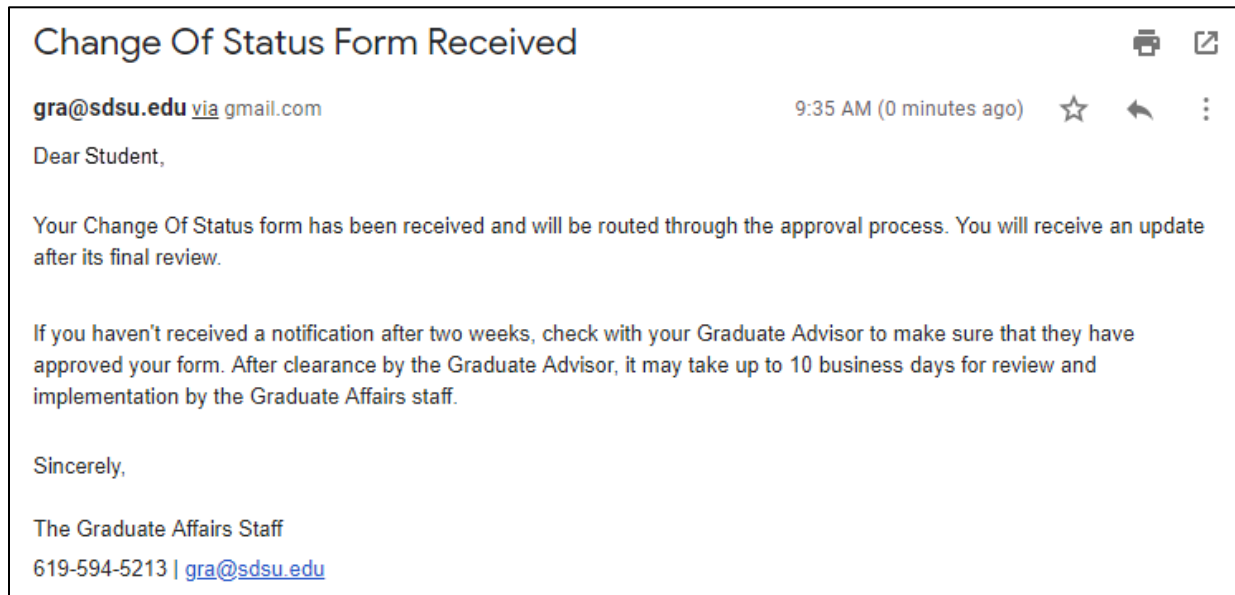 Change Of Status Form Received
gra@sdsu.edu via gmail.com 9:35 AM (0 minutes ago)
Dear Student,
Your Change Of Status form has been received and will be routed through the approval process. You will receive an update
after its final review.
If you haven't received a notification after two weeks, check with your Graduate Advisor to make sure that they have
approved your form. After clearance by the Graduate Advisor, it may take up to 10 business days for review and
implementation by the Graduate Affairs staff.
Sincerely,
The Graduate Affairs Staff
619-594-5213 | gra@sdsu.edu